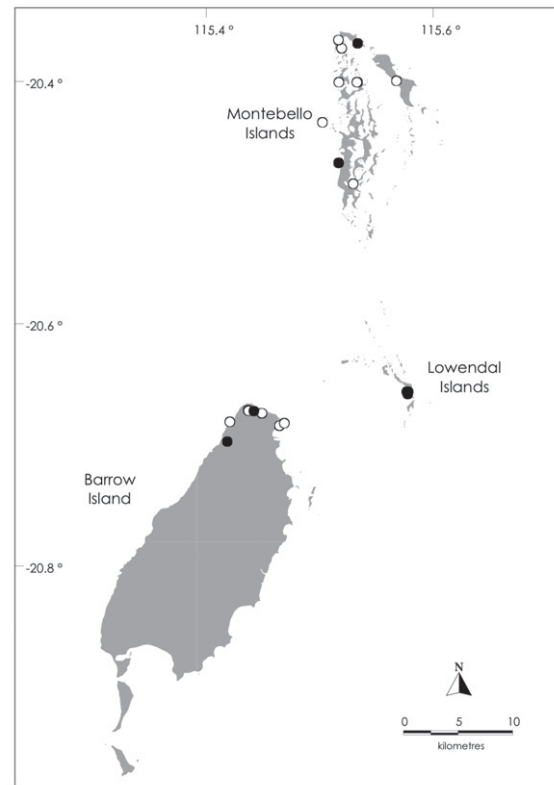 115.4 º
115.6 º
-20.4 º
Montebello
Islands
-20.6 º
Lowendal
Islands
Barrow
Island
-20.8 º
N
0 5 10
kilometres